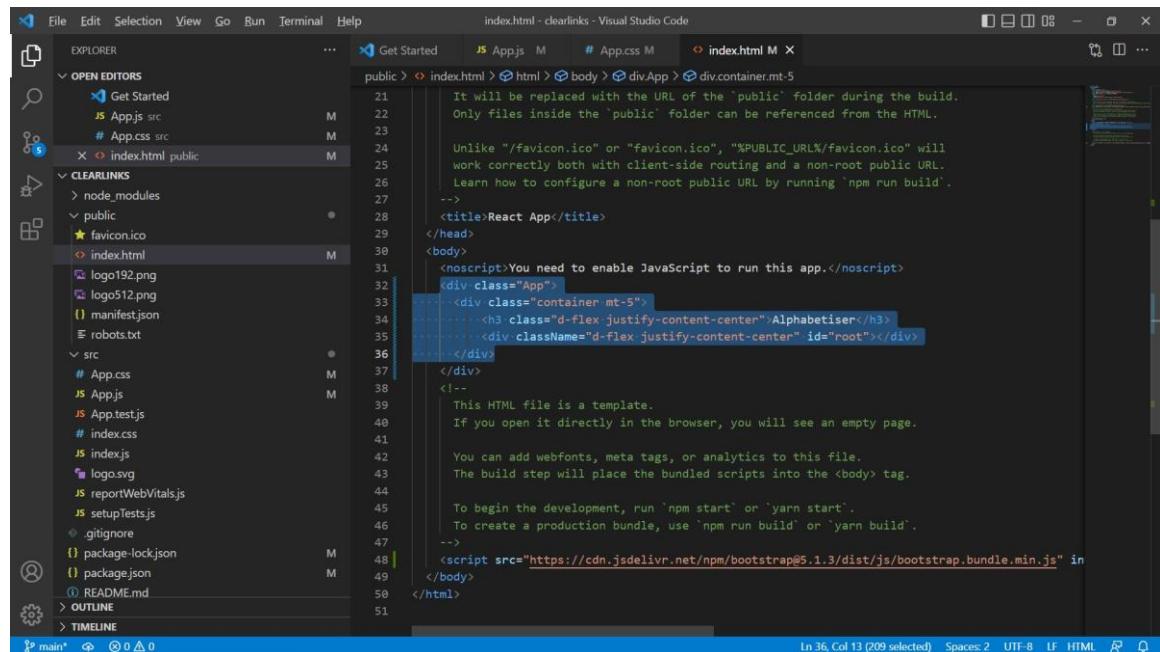 File Edit Selection View Go Run Terminal Help
index.html - clearlinks - Visual Studio Code
EXPLORER
OPEN EDITORS
Get Started
JS App.js src M
# App.css src M
X <> index.html public M
CLEARLINKS
> node_modules
public
favicon.ico
<> index.html M
logo192.png
logo512.png
{} manifest.json
robots.txt
src
# App.css M
JS App.js M
JS App.test.js
# index.css
JS index.js
logo.svg
JS reportWebVitals.js
JS setupTests.js
.gitignore
{} package-lock.json M
{} package.json M
README.md
> OUTLINE
> TIMELINE
5
Get Started JS App.js M # App.css M <> index.html M X
public > <> index.html > html > body > div.App > div.container.mt-5
21 It will be replaced with the URL of the `public` folder during the build.
22 Only files inside the `public` folder can be referenced from the HTML.
23
24 Unlike "/favicon.ico" or "favicon.ico", "%PUBLIC_URL%/favicon.ico" will
25 work correctly both with client-side routing and a non-root public URL.
26 Learn how to configure a non-root public URL by running `npm run build`.
27 -->
28 <title>React App</title>
29 </head>
30 <body>
31 <noscript>You need to enable JavaScript to run this app.</noscript>
32 <div class="App">
33 <div class="container mt-5">
34 <h3 class="d-flex justify-content-center">Alphabetiser</h3>
35 <div className="d-flex justify-content-center" id="root"></div>
36 </div>
37 </div>
38 <!--
39 This HTML file is a template.
40 If you open it directly in the browser, you will see an empty page.
41
42 You can add webfonts, meta tags, or analytics to this file.
43 The build step will place the bundled scripts into the <body> tag.
44
45 To begin the development, run `npm start` or `yarn start`.
46 To create a production bundle, use `npm run build` or `yarn build`.
47 -->
48 <script src="https://cdn.jsdelivr.net/npm/bootstrap@5.1.3/dist/js/bootstrap.bundle.min.js" in
49 </body>
50 </html>
51
main* 0 0 Ln 36, Col 13 (209 selected) Spaces: 2 UTF-8 LF HTML